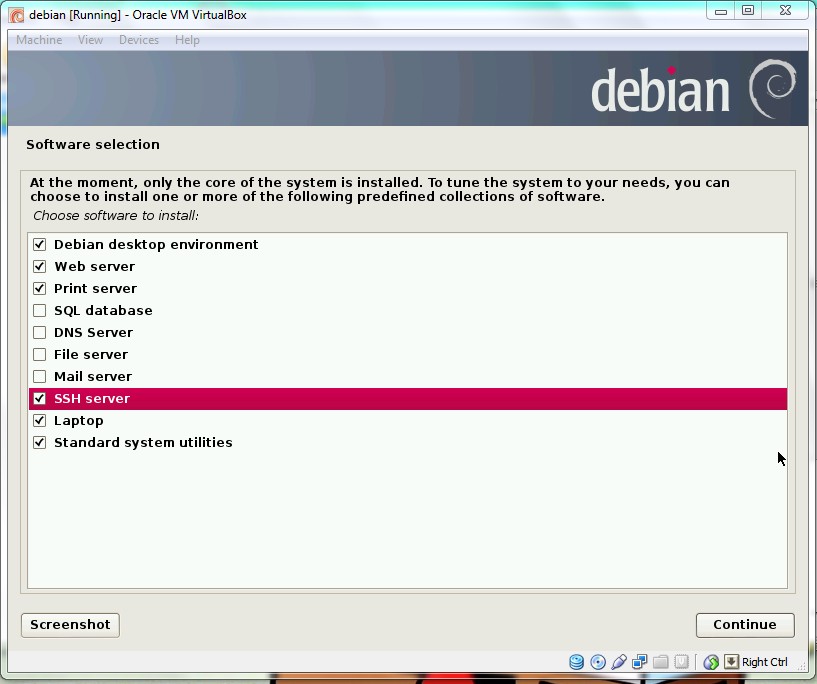 debian [Running] - Oracle VM VirtualBox
Machine View Devices Help
debian
Software selection
At the moment, only the core of the system is installed. To tune the system to your needs, you can
choose to install one or more of the following predefined collections of software.
Choose software to install:
Debian desktop environment
Web server
Print server
SQL database
DNS Server
File server
Mail server
SSH server
Laptop
Standard system utilities
Screenshot
Continue
Right Ctrl